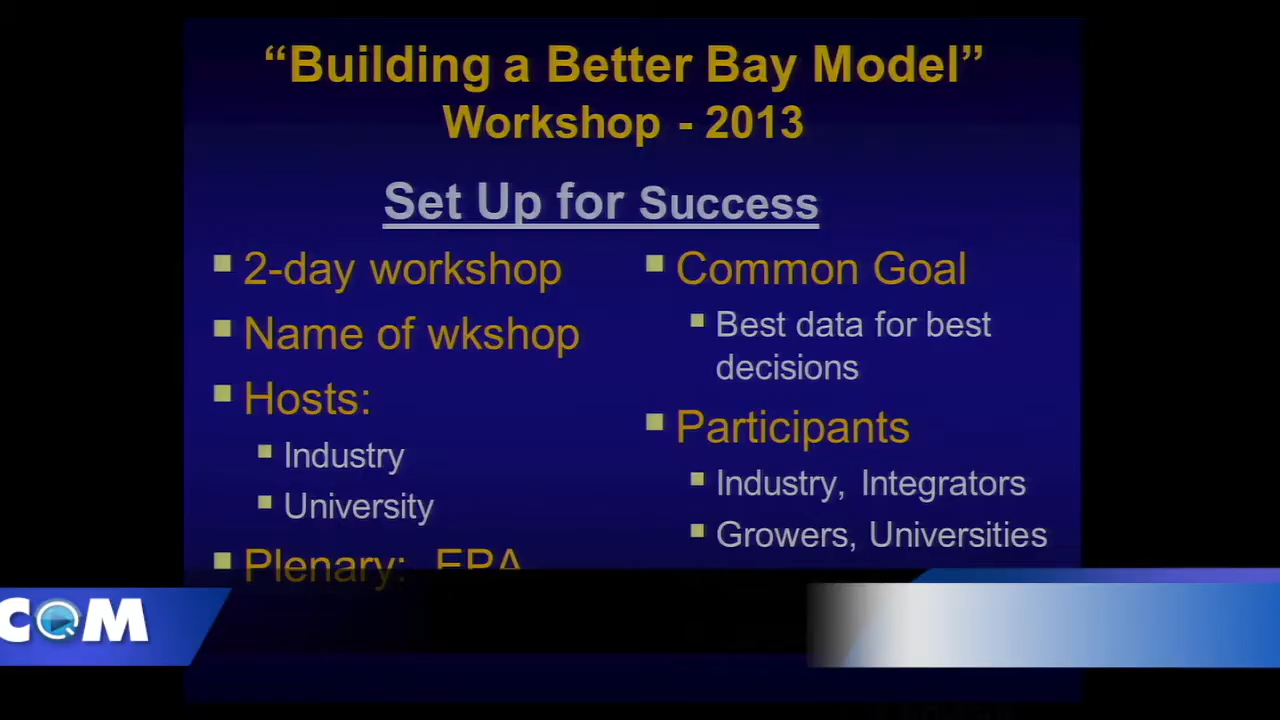 “Building a Better Bay Model”
Workshop - 2013
Set Up for Success
2-day workshop
Name of wkshop
Hosts:
Industry
University
Plenary: EPA
Common Goal
Best data for best
decisions
Participants
Industry, Integrators
Growers, Universities
COM